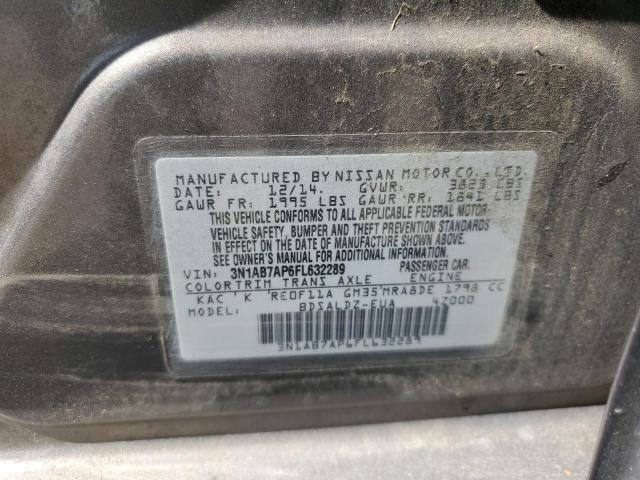 MANUFACTURED BY NISSAN MOTOR CO., LTD.
DATE: 12/14. GVWR: 3828 LBS
GAWR FR: 1995 LBS GAWR RR: 1841 LBS
THIS VEHICLE CONFORMS TO ALL APPLICABLE FEDERAL MOTOR
VEHICLE SAFETY, BUMPER AND THEFT PREVENTION STANDARDS
IN EFFECT ON THE DATE OF MANUFACTURE SHOWN ABOVE.
SEE OWNER'S MANUAL FOR ADDITIONAL INFORMATION.
VIN: 3N1AB7AP6FL632289 PASSENGER CAR.
COLOR TRIM TRANS AXLE ENGINE
KAC K RE0F11A GM35 MRA8DE 1798 CC
BDSALDZ-EUA 42000
3N1AB7AP6FL632289